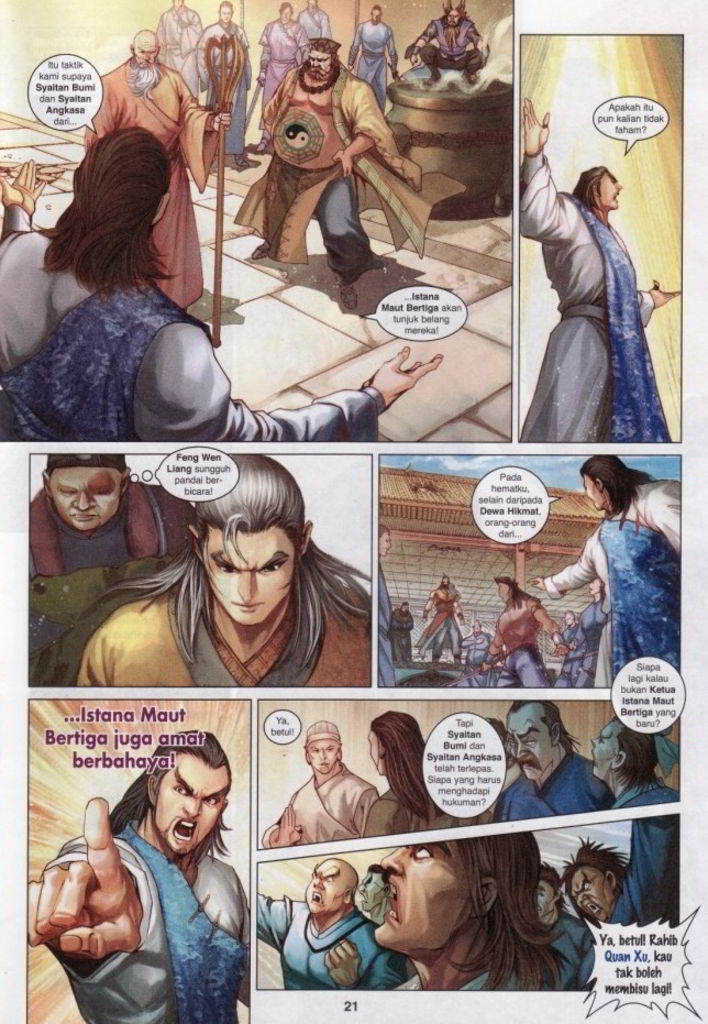 Itu taktik
kami supaya
Syaitan Bumi
dan Syaitan
Angkasa
dari...
...Istana
Maut Bertiga akan
tunjuk belang
mereka!
Apakah itu
pun kalian tidak
faham?
Feng Wen
Liang sungguh
pandai ber-
bicara!
Pada
hematku,
selain daripada
Dewa Hikmat,
orang-orang
dari...
...Istana Maut
Bertiga juga amat
berbahaya!
Siapa
lagi kalau
bukan Ketua
Istana Maut
Bertiga yang
baru?
Ya,
betul!
Tapi
Syaitan
Bumi dan
Syaitan Angkasa
telah terlepas.
Siapa yang harus
menghadapi
hukuman?
Ya, betul! Rahib
Quan Xu, kau
tak boleh
membisu lagi!
21